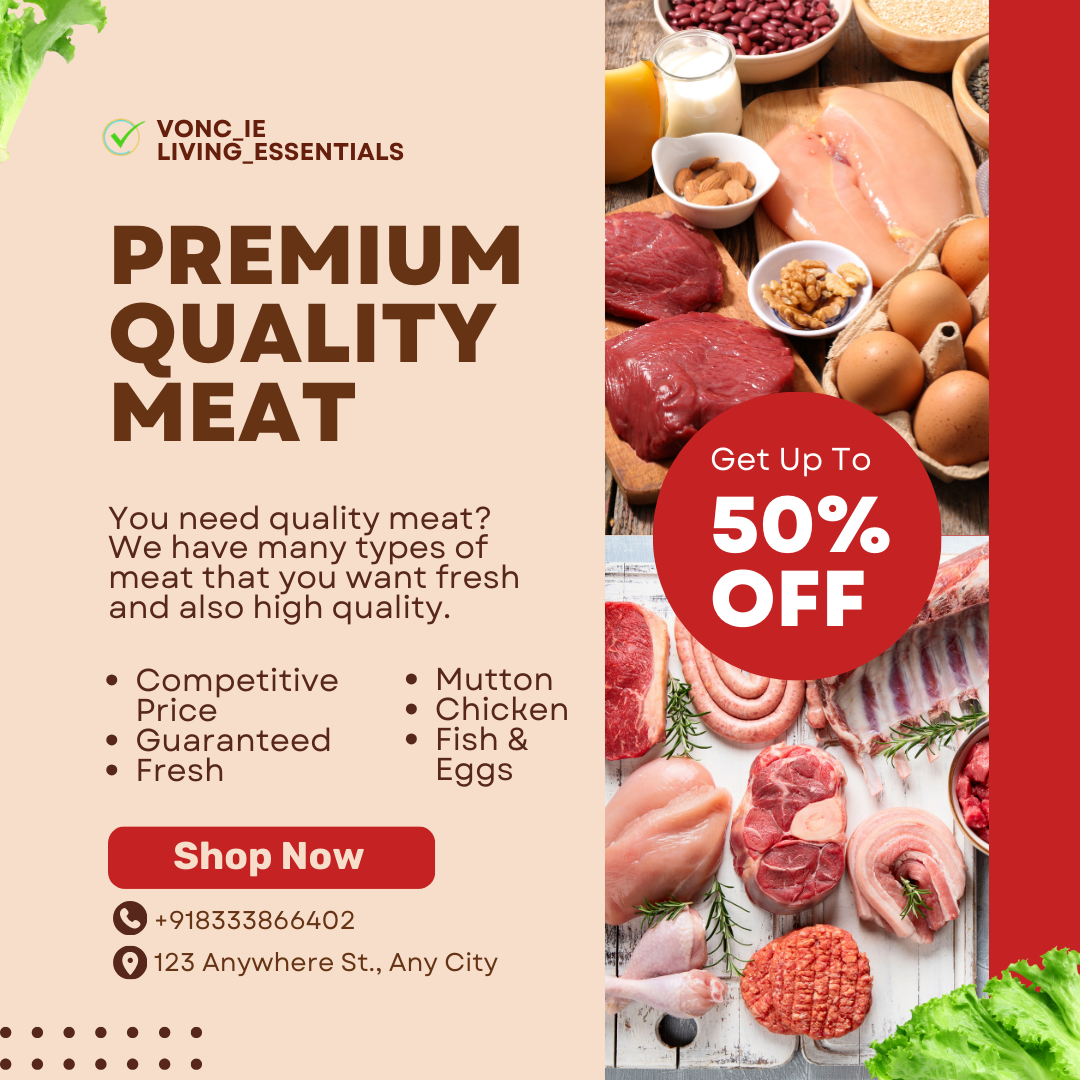 VONC_IE
LIVING_ESSENTIALS
PREMIUM
QUALITY
MEAT
You need quality meat?
We have many types of
meat that you want fresh
and also high quality.
• Competitive
Price
• Guaranteed
• Fresh
• Mutton
• Chicken
• Fish &
Eggs
Shop Now
+918333866402
123 Anywhere St., Any City
Get Up To
50%
OFF